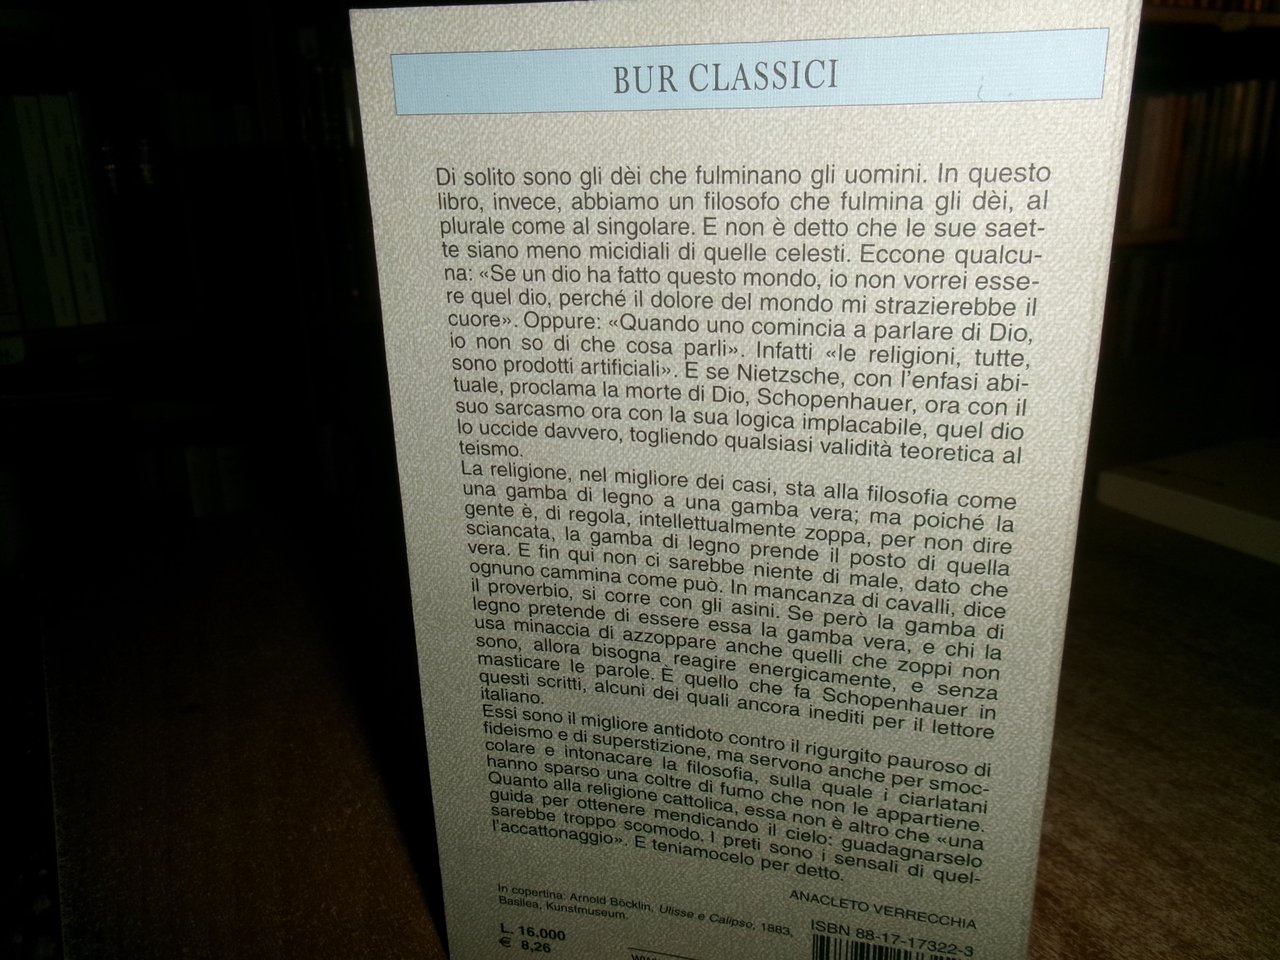 BUR CLASSICI
Di solito sono gli dèi che fulminano gli uomini. In questo
libro, invece, abbiamo un filosofo che fulmina gli dèi, al
plurale come al singolare. E non è detto che le sue saet-
te siano meno micidiali di quelle celesti. Eccone qualcu-
na: «Se un dio ha fatto questo mondo, io non vorrei esse-
re quel dio, perché il dolore del mondo mi strazierebbe il
cuore». Oppure: «Quando uno comincia a parlare di Dio,
io non so di che cosa parli». Infatti «le religioni, tutte,
sono prodotti artificiali». E se Nietzsche, con l'enfasi abi-
tuale, proclama la morte di Dio, Schopenhauer, ora con il
suo sarcasmo ora con la sua logica implacabile, quel dio
lo uccide davvero, togliendo qualsiasi validità teoretica al
teismo.
La religione, nel migliore dei casi, sta alla filosofia come
una gamba di legno a una gamba vera; ma poiché la
gente è, di regola, intellettualmente zoppa, per non dire
sciancata, la gamba di legno prende il posto di quella
vera. E fin qui non ci sarebbe niente di male, dato che
ognuno cammina come può. In mancanza di cavalli, dice
il proverbio, si corre con gli asini. Se però la gamba di
legno pretende di essere essa la gamba vera, e chi la
usa minaccia di azzoppare anche quelli che zoppi non
sono, allora bisogna reagire energicamente, e senza
masticare le parole. È quello che fa Schopenhauer in
questi scritti, alcuni dei quali ancora inediti per il lettore
italiano.
Essi sono il migliore antidoto contro il rigurgito pauroso di
fideismo e di superstizione, ma servono anche per smoc-
colare e intonacare la filosofia, sulla quale i ciarlatani
hanno sparso una coltre di fumo che non le appartiene.
Quanto alla religione cattolica, essa non è altro che «una
guida per ottenere mendicando il cielo: guadagnarselo
sarebbe troppo scomodo. I preti sono i sensali di quel-
l'accattonaggio». E teniamocelo per detto.
ANACLETO VERRECCHIA
In copertina: Arnold Böcklin, Ulisse e Calipso, 1883,
Basilea, Kunstmuseum.
ISBN 88-17-17322-3
L. 16.000
€ 8,26